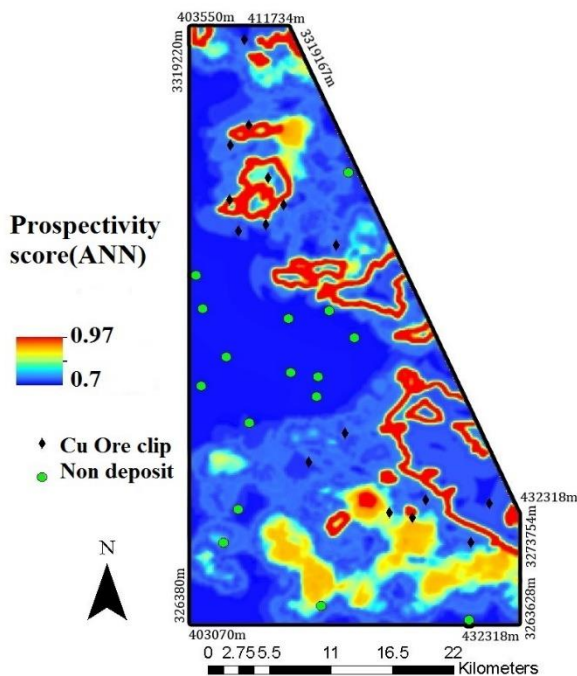 403550m 411734m
3319220m
3319167m
Prospectivity
score(ANN)
0.97
0.7
Cu Ore clip
Non deposit
N
326380m
432318m
3273754m
3263628m
403070m
432318m
0 2.75 5.5 11 16.5 22
Kilometers